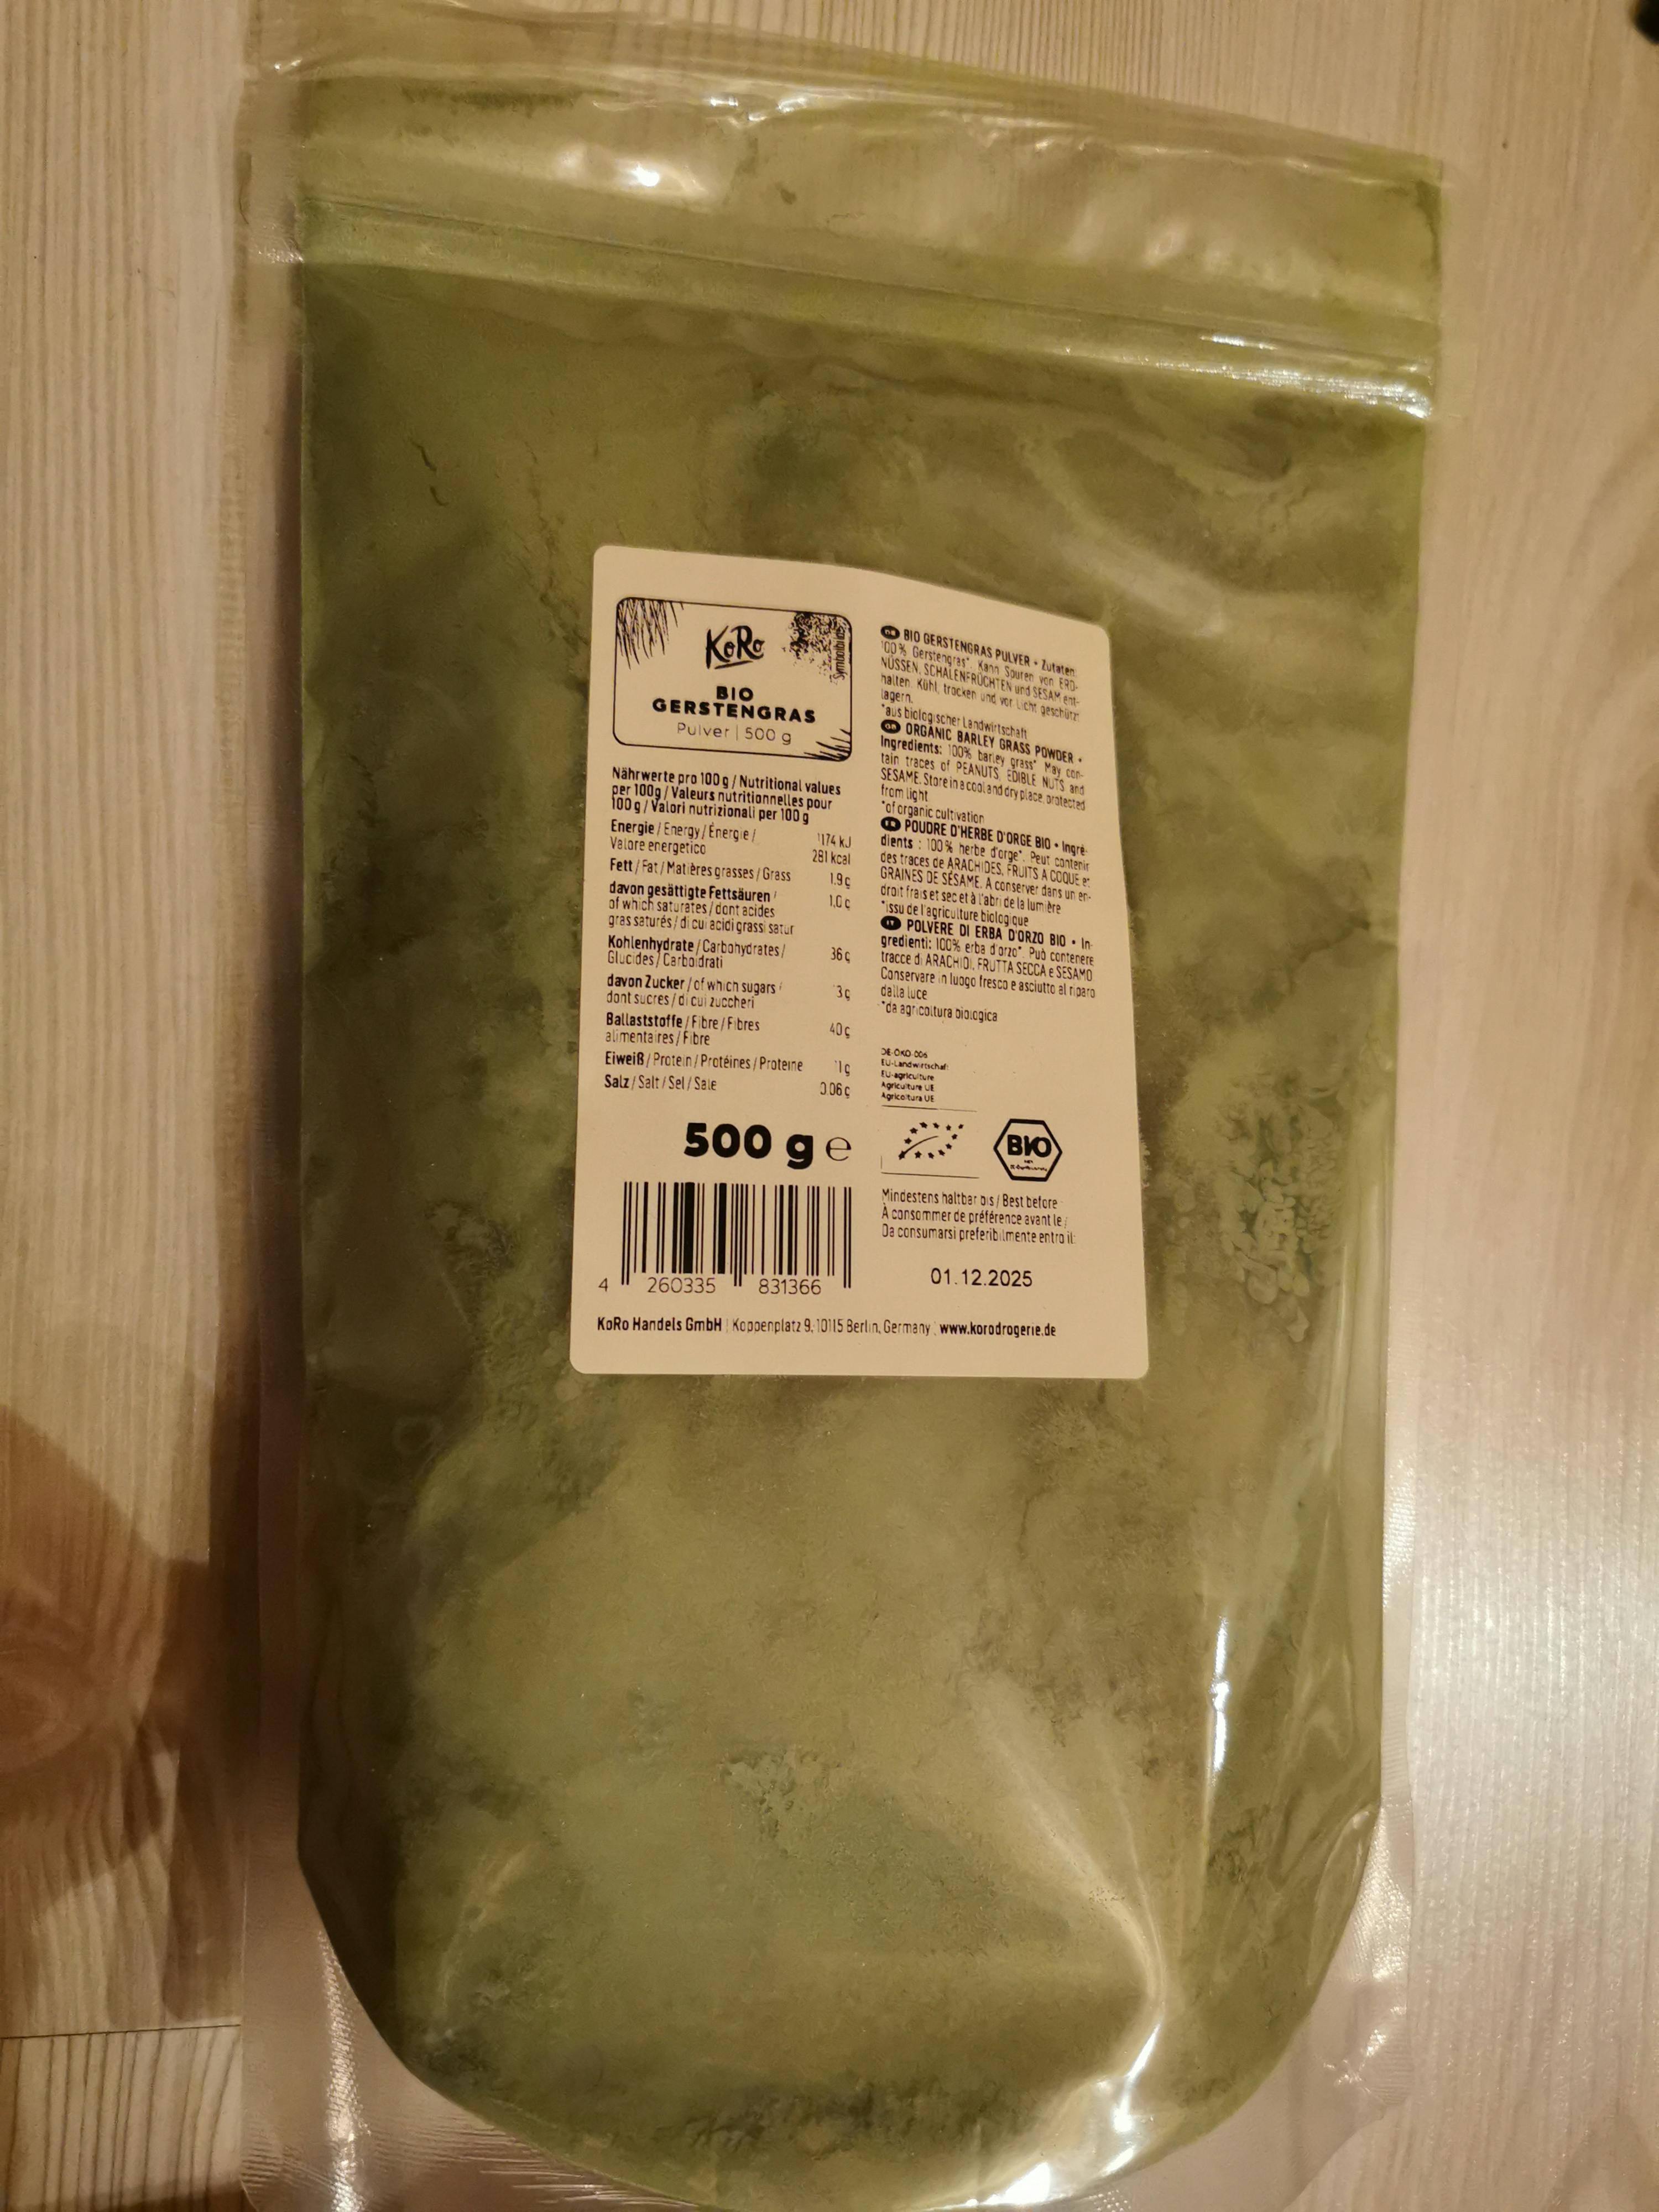 KoRo
Symbolbild
BIO
GERSTENGRAS
Pulver | 500 g
Nährwerte pro 100 g / Nutritional values
per 100g / Valeurs nutritionnelles pour
100 g / Valori nutrizionali per 100 g
Energie / Energy / Énergie / 1174 kJ
Valore energetico 281 kcal
Fett / Fat / Matières grasses / Grass 1.9 g
davon gesättigte Fettsäuren / 1.0 g
of which saturates / dont acides
gras saturés / di cui acidi grassi satur
Kohlenhydrate / Carbohydrates / 36 g
Glucides / Carboidrati
davon Zucker / of which sugars /
dont sucres / di cui zuccheri
Ballaststoffe / Fibre / Fibres 40 g
alimentaires / Fibre
Eiweiß / Protein / Protéines / Proteine
Salz / Salt / Sel / Sale 0.06 g
500 g e
4 260335 831366
DE BIO GERSTENGRAS PULVER • Zutaten:
100% Gerstengras*. Kann Spuren von ERD-
NÜSSEN, SCHALENFRÜCHTEN und SESAM ent-
halten. Kühl, trocken und vor Licht geschützt
lagern.
*aus biologischer Landwirtschaft
GB ORGANIC BARLEY GRASS POWDER •
Ingredients: 100% barley grass* May con-
tain traces of PEANUTS, EDIBLE NUTS and
SESAME. Store in a cool and dry place, protected
from light
*of organic cultivation
FR POUDRE D'HERBE D'ORGE BIO • Ingré-
dients : 100% herbe d'orge*. Peut contenir
des traces de ARACHIDES, FRUITS A COQUE et
GRAINES DE SÉSAME. A conserver dans un en-
droit frais et sec et à l'abri de la lumière
*issu de l'agriculture biologique
IT POLVERE DI ERBA D'ORZO BIO • In-
gredienti: 100% erba d'orzo*. Può contenere
tracce di ARACHIDI, FRUTTA SECCA e SESAMO
Conservare in luogo fresco e asciutto al riparo
dalla luce
*da agricoltura biologica
DE-ÖKO-006
EU-Landwirtschaft
EU-agriculture
Agriculture UE
Agricoltura UE
BIO
Mindestens haltbar bis / Best before
À consommer de préférence avant le /
Da consumarsi preferibilmente entro il:
01.12.2025
KoRo Handels GmbH | Koppenplatz 9, 10115 Berlin, Germany | www.korodrogerie.de